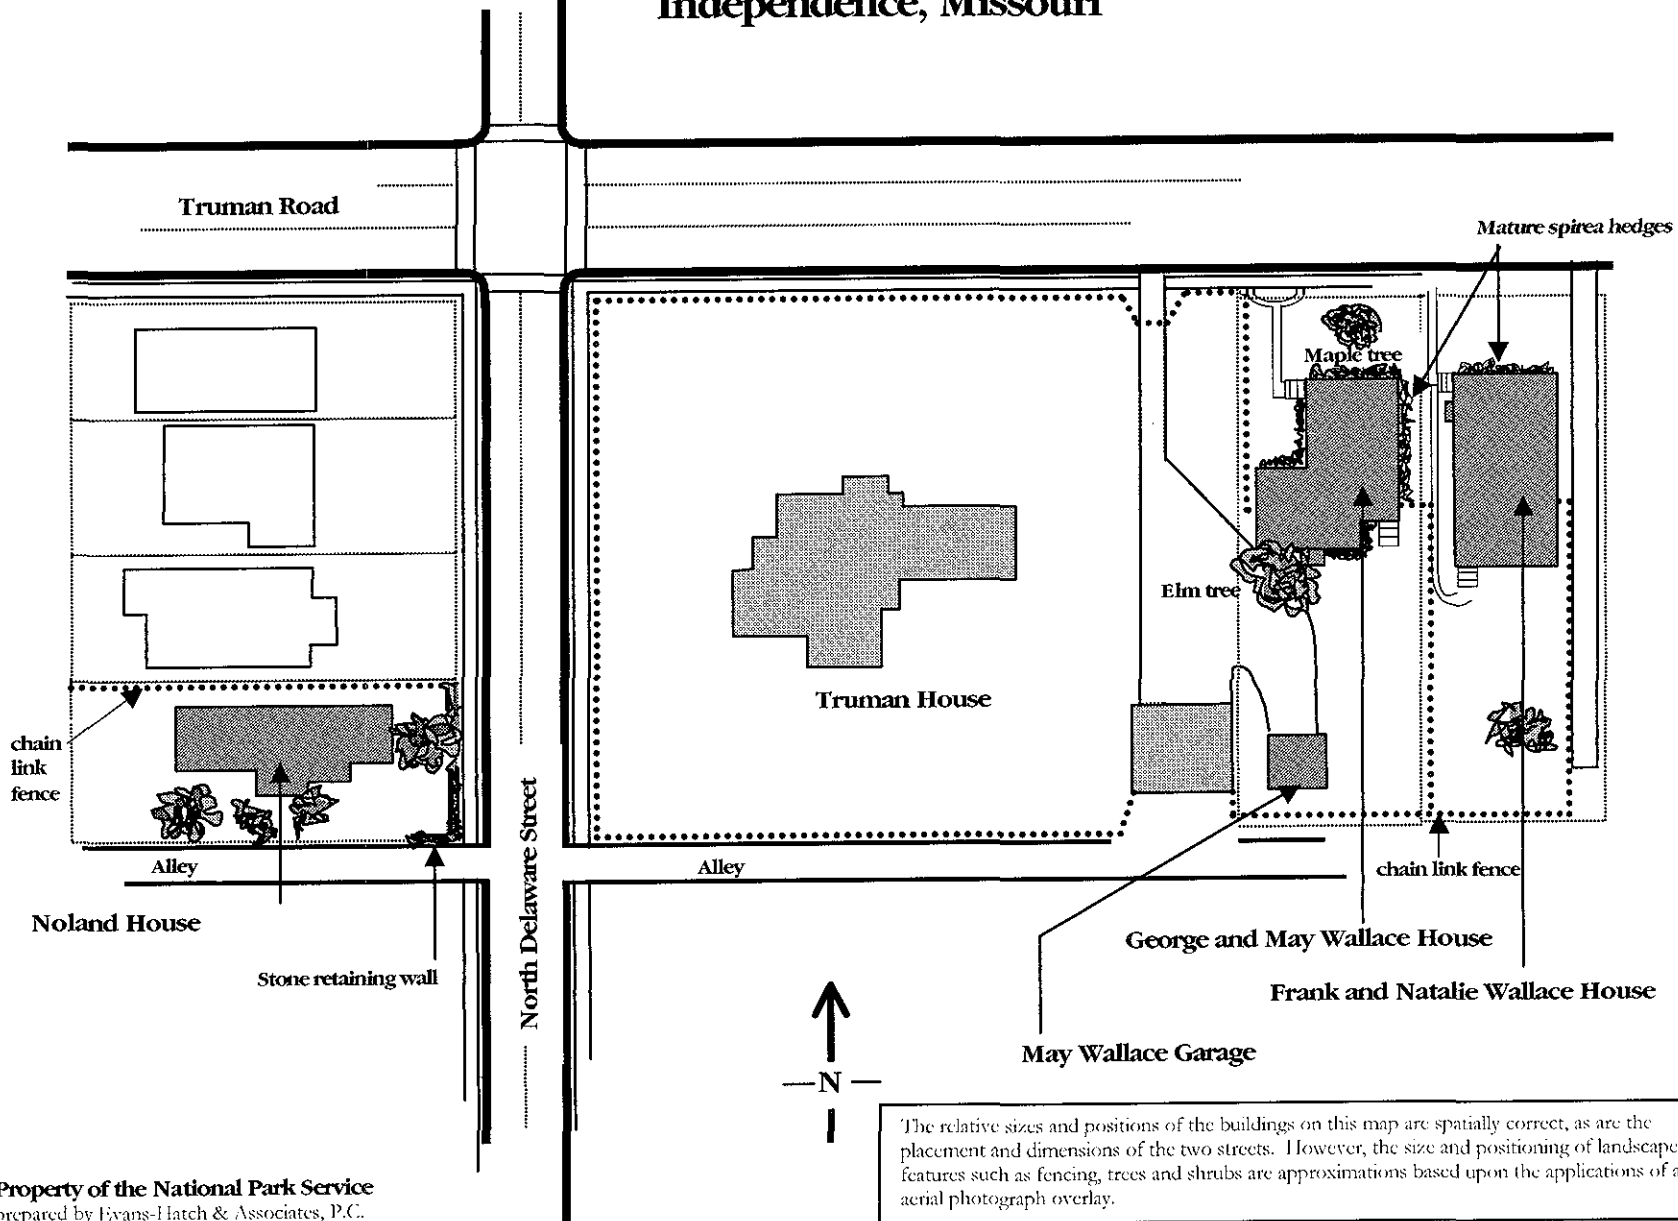 Independence, Missouri
Truman Road
Mature spirea hedges
Maple tree
Elm tree
Truman House
chain
link
fence
Alley
Alley
chain link fence
Noland House
North Delaware Street
George and May Wallace House
Stone retaining wall
Frank and Natalie Wallace House
May Wallace Garage
N
The relative sizes and positions of the buildings on this map are spatially correct, as are the
placement and dimensions of the two streets. However, the size and positioning of landscape
features such as fencing, trees and shrubs are approximations based upon the applications of a
aerial photograph overlay.
Property of the National Park Service
prepared by Evans-Hatch & Associates, P.C.